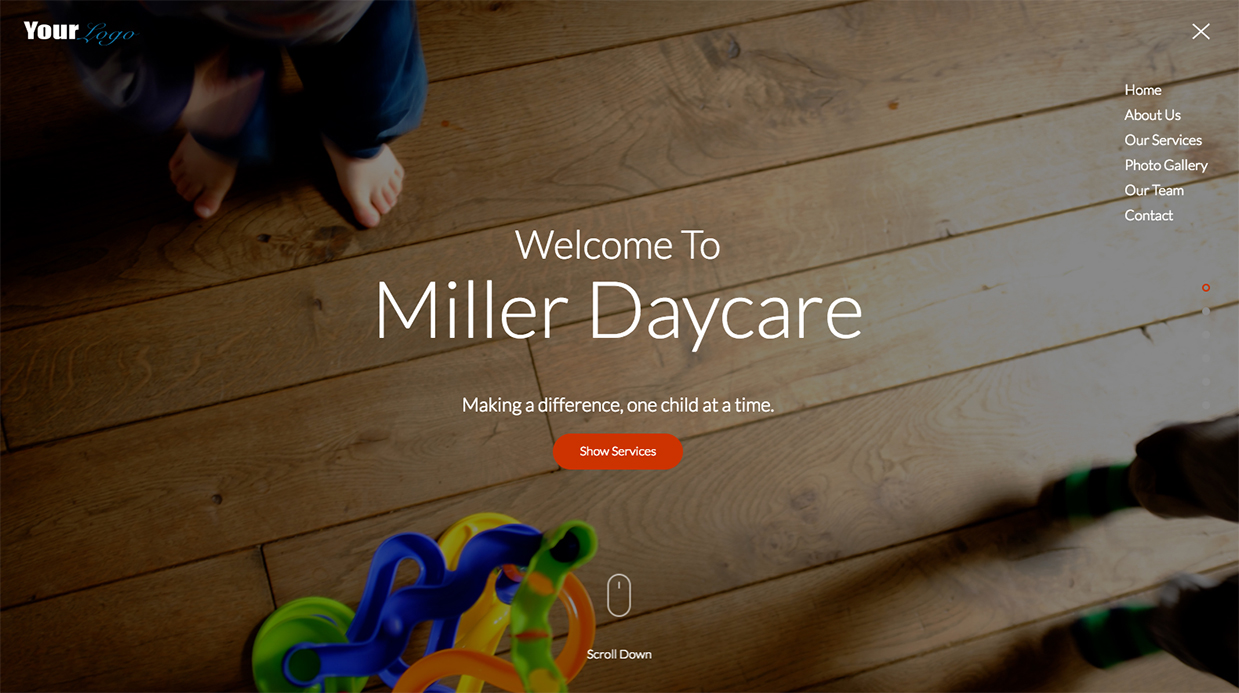 Your Logo
Home
About Us
Our Services
Photo Gallery
Our Team
Contact
Welcome To
Miller Daycare
Making a difference, one child at a time.
Show Services
Scroll Down